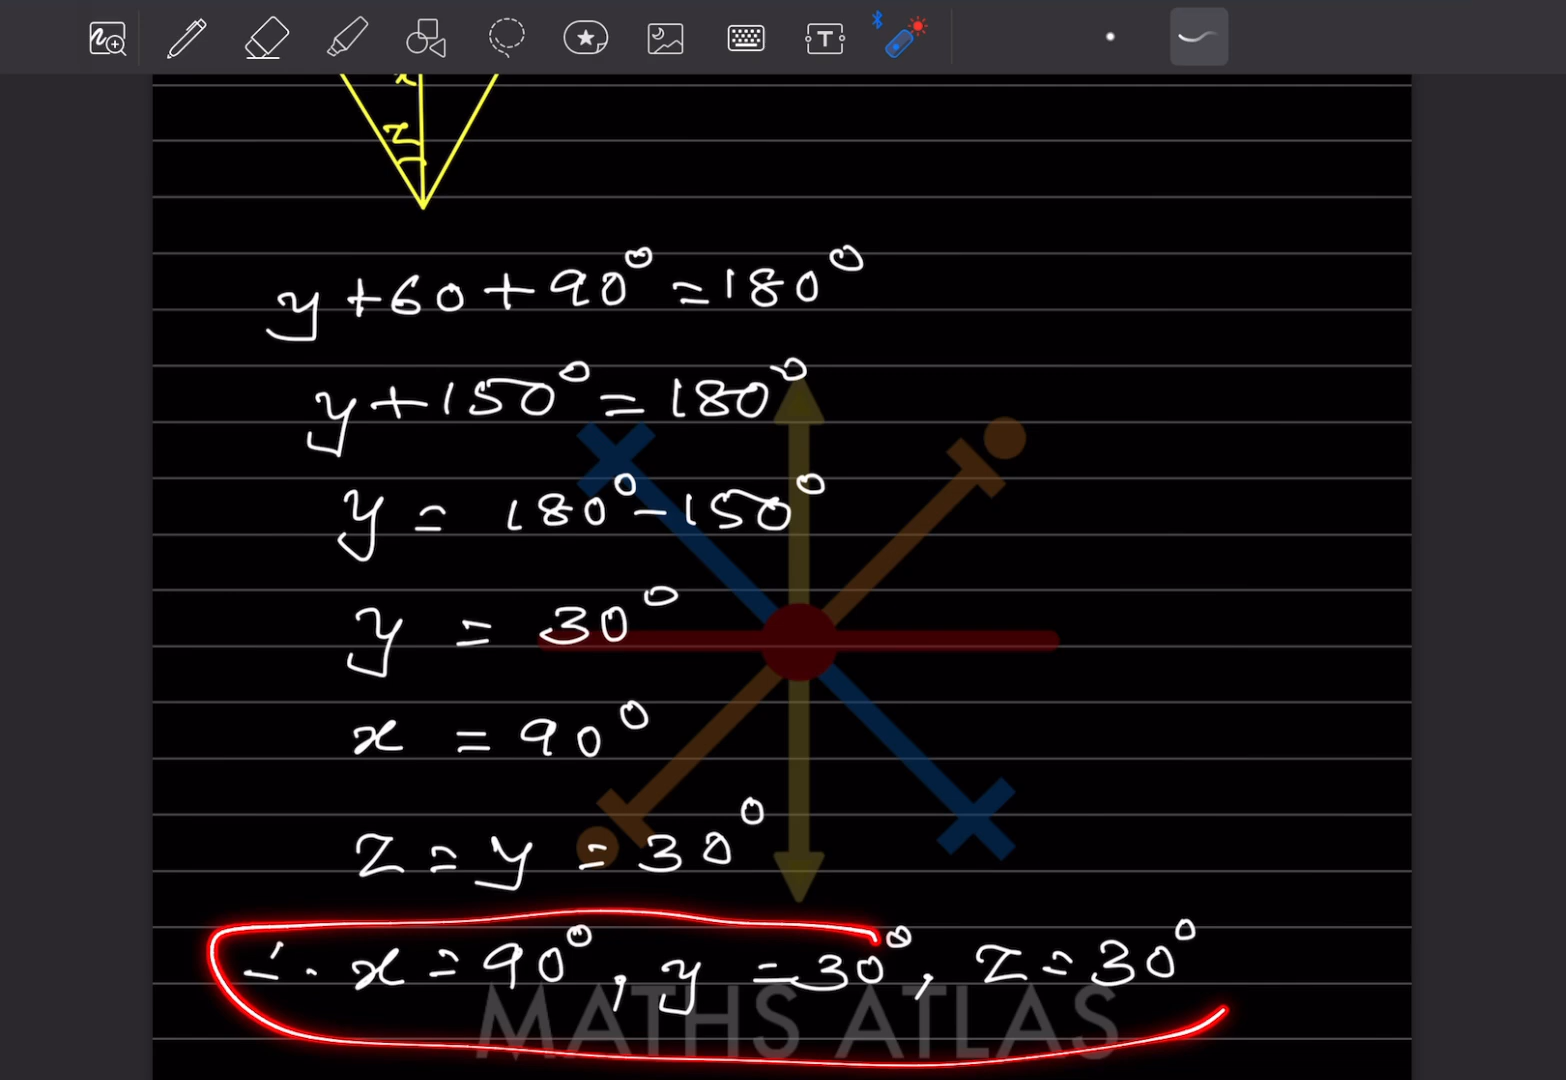 x
z
y + 60 + 90° = 180°
y + 150° = 180°
y = 180° - 150°
y = 30°
x = 90°
z = y = 30°
∴ x = 90°, y = 30°, z = 30°
MATHS ATLAS